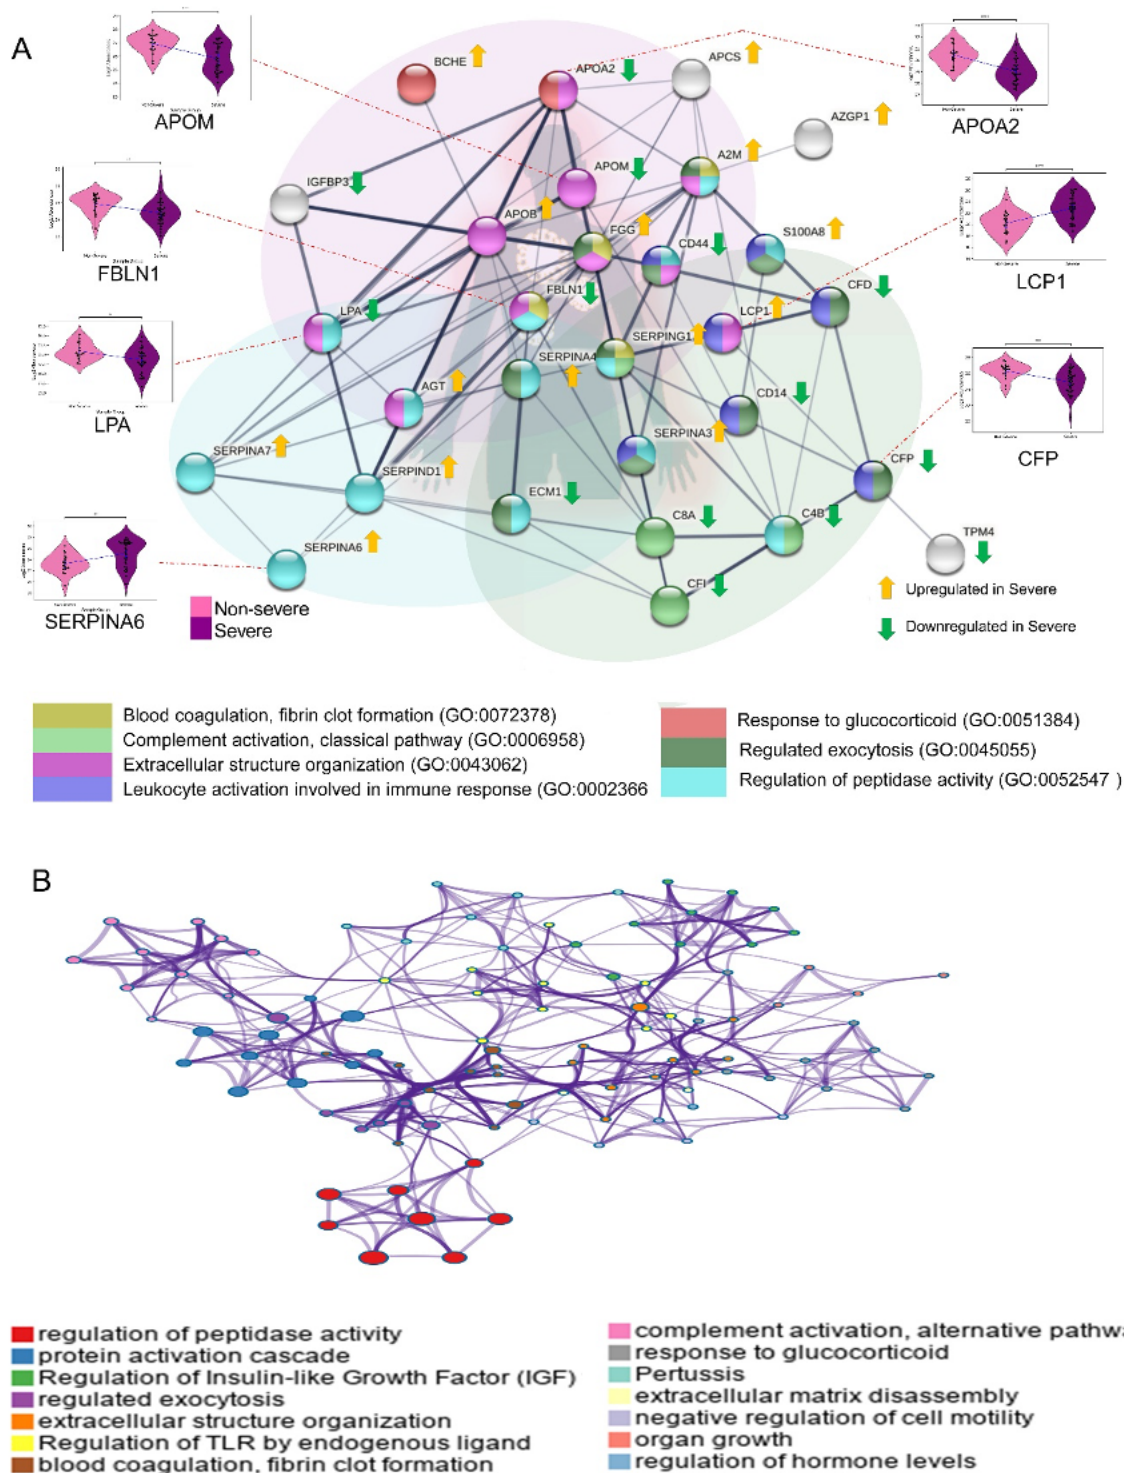 A
APOM
FBLN1
LPA
SERPINA6
APOA2
LCP1
CFP
BCHE
APOA2
APCS
AZGP1
IGFBP3
APOM
A2M
APOB
FGG
CD44
S100A8
FBLN1
CFD
LPA
LCP1
SERPING1
SERPINA4
AGT
CD14
SERPINA3
SERPINA7
SERPIND1
CFP
ECM1
C8A
C4B
SERPINA6
TPM4
CFI
Non-severe
Severe
Upregulated in Severe
Downregulated in Severe
Blood coagulation, fibrin clot formation (GO:0072378)
Complement activation, classical pathway (GO:0006958)
Extracellular structure organization (GO:0043062)
Leukocyte activation involved in immune response (GO:0002366
Response to glucocorticoid (GO:0051384)
Regulated exocytosis (GO:0045055)
Regulation of peptidase activity (GO:0052547 )
B
regulation of peptidase activity
protein activation cascade
Regulation of Insulin-like Growth Factor (IGF)
regulated exocytosis
extracellular structure organization
Regulation of TLR by endogenous ligand
blood coagulation, fibrin clot formation
complement activation, alternative pathwa
response to glucocorticoid
Pertussis
extracellular matrix disassembly
negative regulation of cell motility
organ growth
regulation of hormone levels